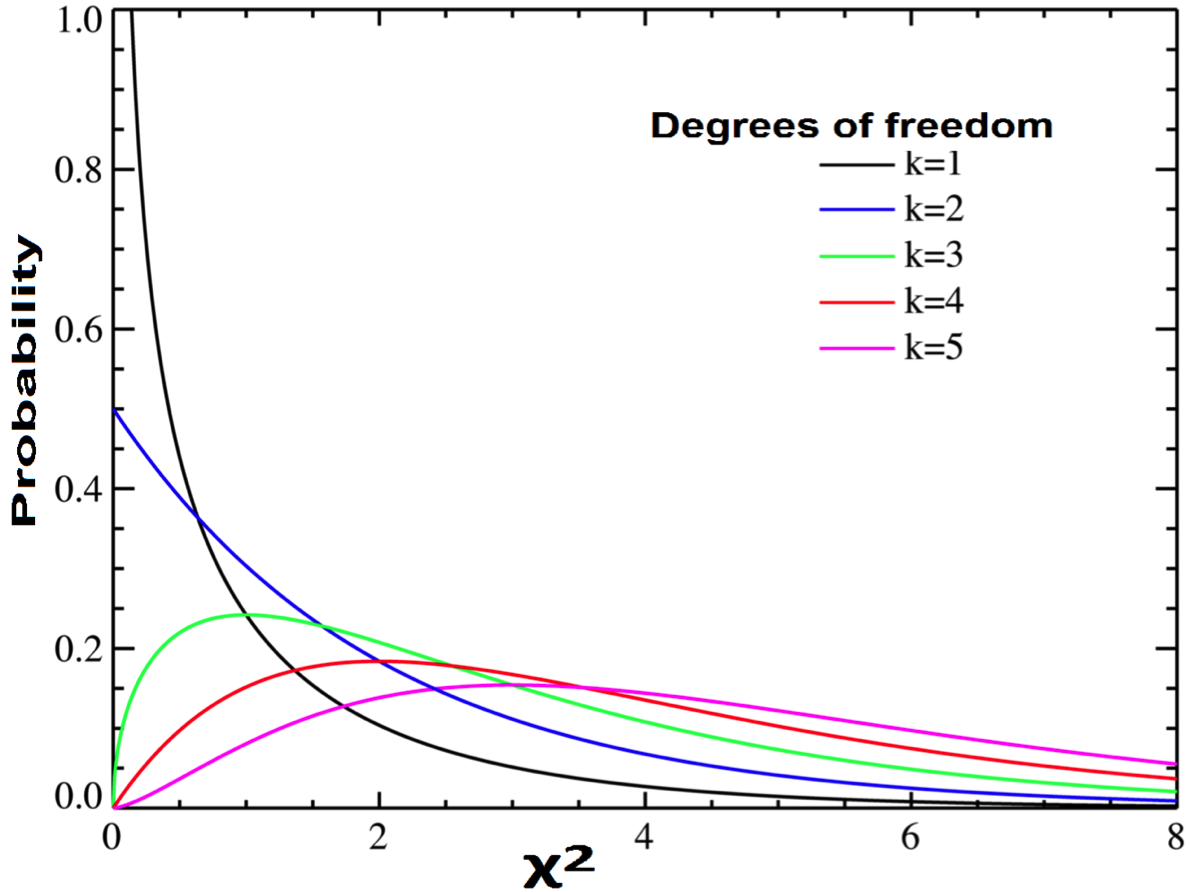 1.0
0.8
0.6
0.4
0.2
0.0
Probability
Degrees of freedom
k=1
k=2
k=3
k=4
k=5
0 2 4 6 8
χ²